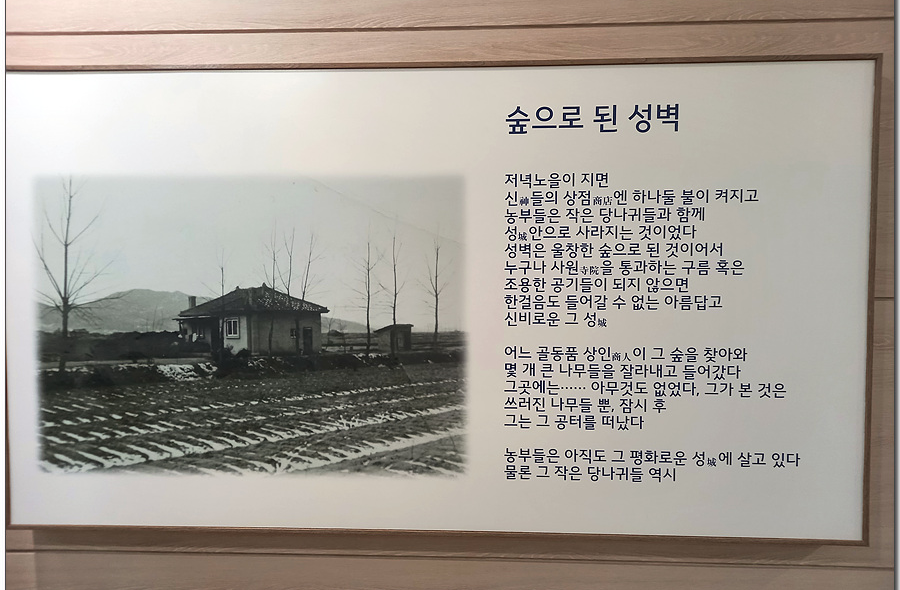 숲으로 된 성벽
저녁노을이 지면
신神들의 상점商店엔 하나둘 불이 켜지고
농부들은 작은 당나귀들과 함께
성城안으로 사라지는 것이었다
성벽은 울창한 숲으로 된 것이어서
누구나 사원寺院을 통과하는 구름 혹은
조용한 공기들이 되지 않으면
한걸음도 들어갈 수 없는 아름답고
신비로운 그 성城
어느 골동품 상인商人이 그 숲을 찾아와
몇 개 큰 나무들을 잘라내고 들어갔다
그곳에는…… 아무것도 없었다, 그가 본 것은
쓰러진 나무들 뿐, 잠시 후
그는 그 공터를 떠났다
농부들은 아직도 그 평화로운 성城에 살고 있다
물론 그 작은 당나귀들 역시